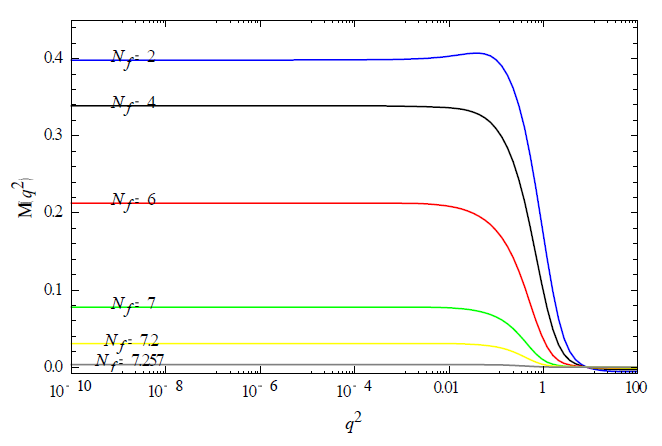 0.4
0.3
0.2
0.1
0.0
M(q²)
N_f= 2
N_f= 4
N_f= 6
N_f= 7
N_f= 7.2
N_f= 7.257
10⁻¹⁰ 10⁻⁸ 10⁻⁶ 10⁻⁴ 0.01 1 100
q²